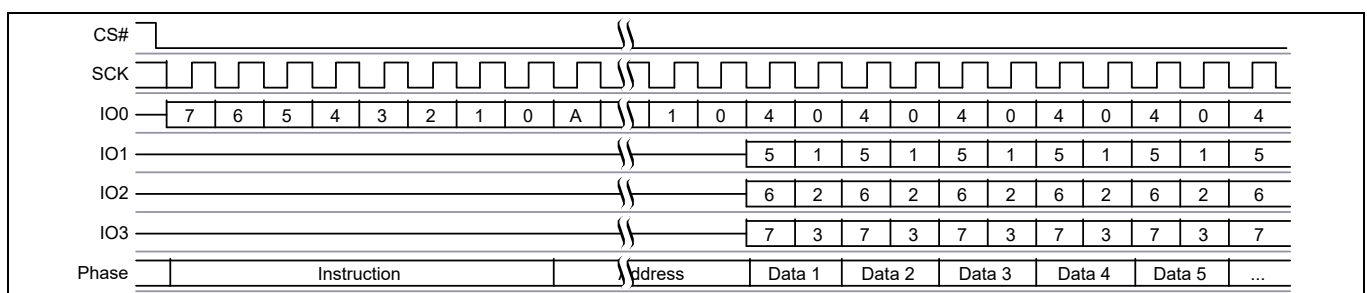 CS#
SCK
IO0 7 6 5 4 3 2 1 0 A 1 0 4 0 4 0 4 0 4 0 4 0 4
IO1 5 1 5 1 5 1 5 1 5 1 5
IO2 6 2 6 2 6 2 6 2 6 2 6
IO3 7 3 7 3 7 3 7 3 7 3 7
Phase Instruction Address Data 1 Data 2 Data 3 Data 4 Data 5 ...